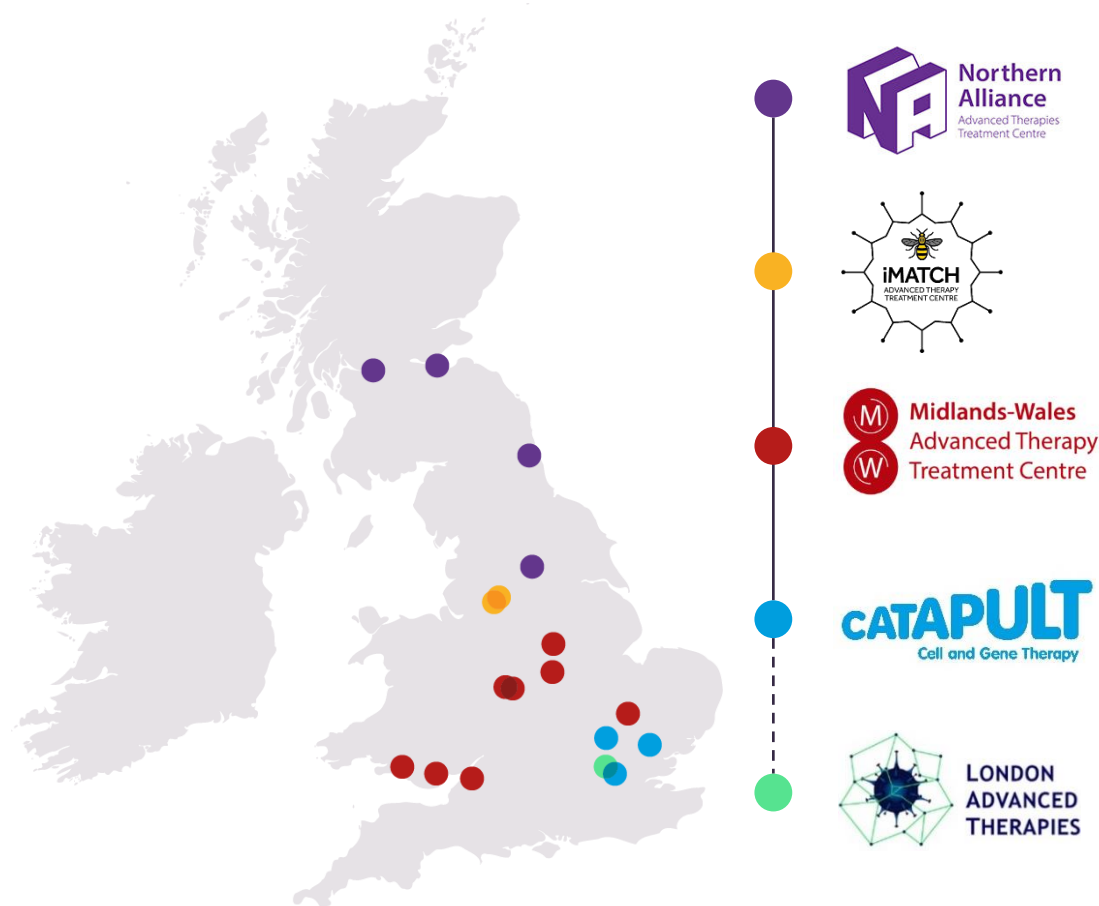 NA
Northern
Alliance
Advanced Therapies
Treatment Centre
iMATCH
ADVANCED THERAPY
TREATMENT CENTRE
M
Midlands-Wales
Advanced Therapy
W
Treatment Centre
CATAPULT
Cell and Gene Therapy
LONDON
ADVANCED
THERAPIES